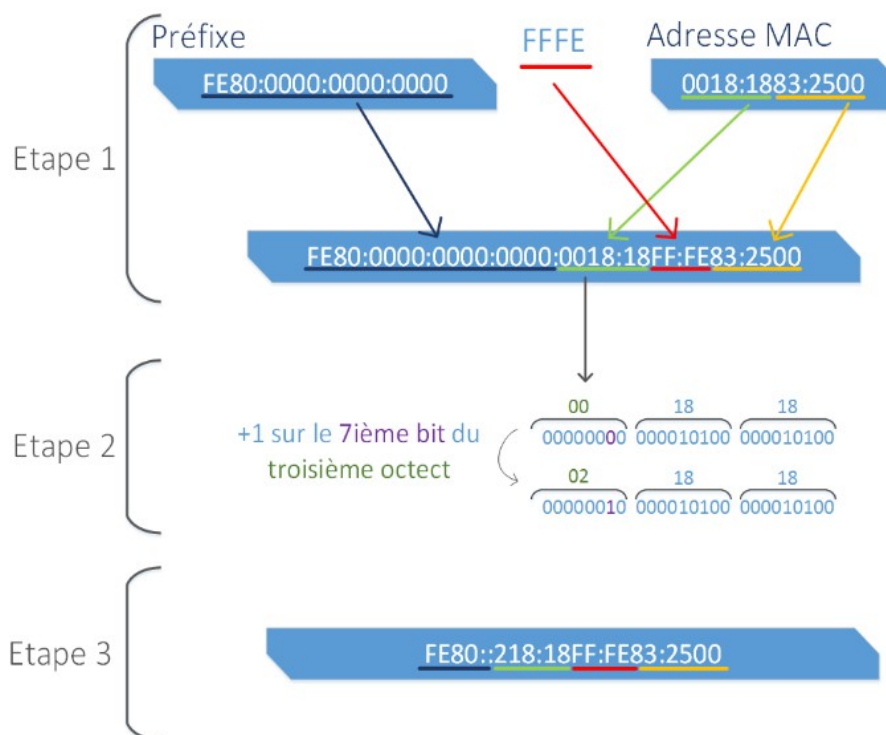 Préfixe
FFFE
Adresse MAC
FE80:0000:0000:0000
0018:1883:2500
Etape 1
FE80:0000:0000:0000:0018:18FF:FE83:2500
Etape 2
+1 sur le 7ième bit du
troisième octect
00 18 18
00000000 000010100 000010100
02 18 18
00000010 000010100 000010100
Etape 3
FE80::218:18FF:FE83:2500